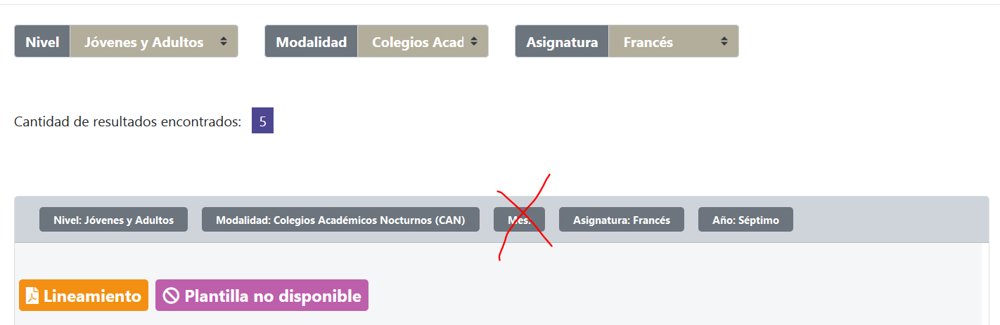 Nivel Jóvenes y Adultos Modalidad Colegios Acad Asignatura Francés
Cantidad de resultados encontrados: 5
Nivel: Jóvenes y Adultos Modalidad: Colegios Académicos Nocturnos (CAN) Mes: Asignatura: Francés Año: Séptimo
Lineamiento Plantilla no disponible